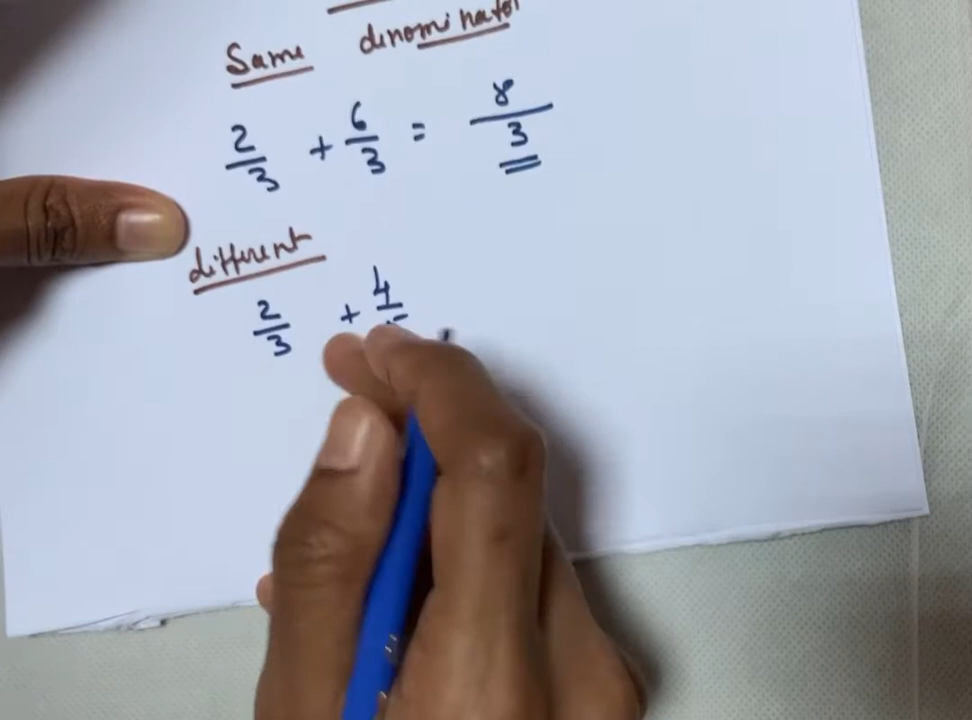 Same denominator
2/3 + 6/3 = 8/3
different
2/3 + 4/